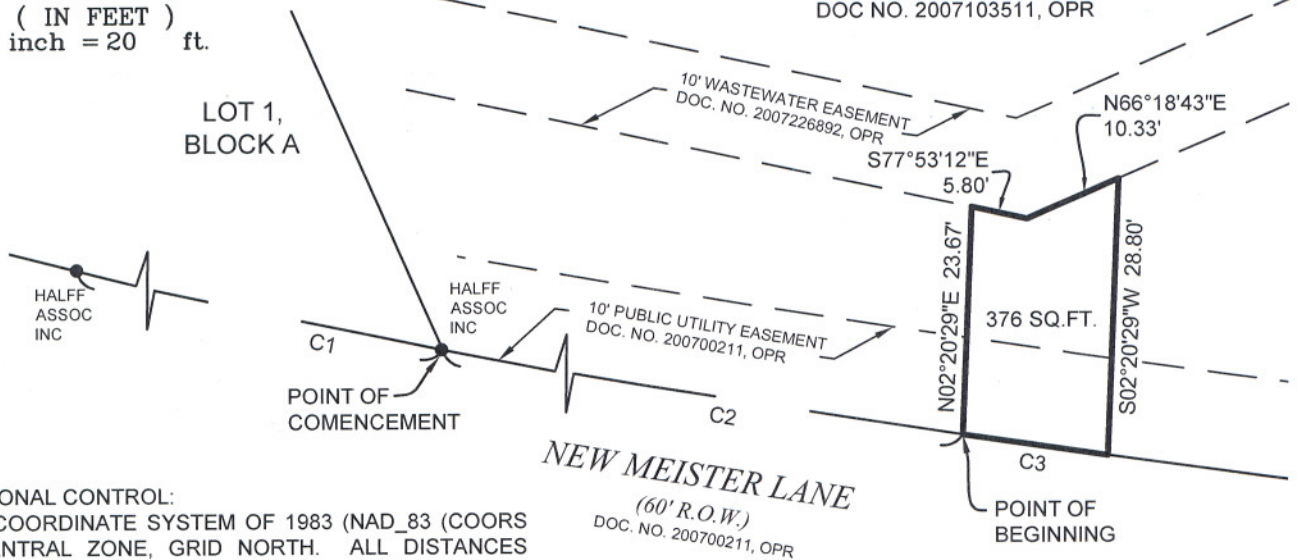 ( IN FEET )
inch = 20 ft.
DOC NO. 2007103511, OPR
LOT 1,
BLOCK A
10' WASTEWATER EASEMENT
DOC. NO. 2007226892, OPR
N66°18'43"E
10.33'
S77°53'12"E
5.80'
N02°20'29"E 23.67'
S02°20'29"W 28.80'
376 SQ.FT.
HALFF
ASSOC
INC
HALFF
ASSOC
INC
10' PUBLIC UTILITY EASEMENT
DOC. NO. 200700211, OPR
C1
POINT OF
COMENCEMENT
C2
C3
NEW MEISTER LANE
(60' R.O.W.)
DOC. NO. 200700211, OPR
POINT OF
BEGINNING
ONAL CONTROL:
COORDINATE SYSTEM OF 1983 (NAD_83 (COORS
NTRAL ZONE, GRID NORTH. ALL DISTANCES